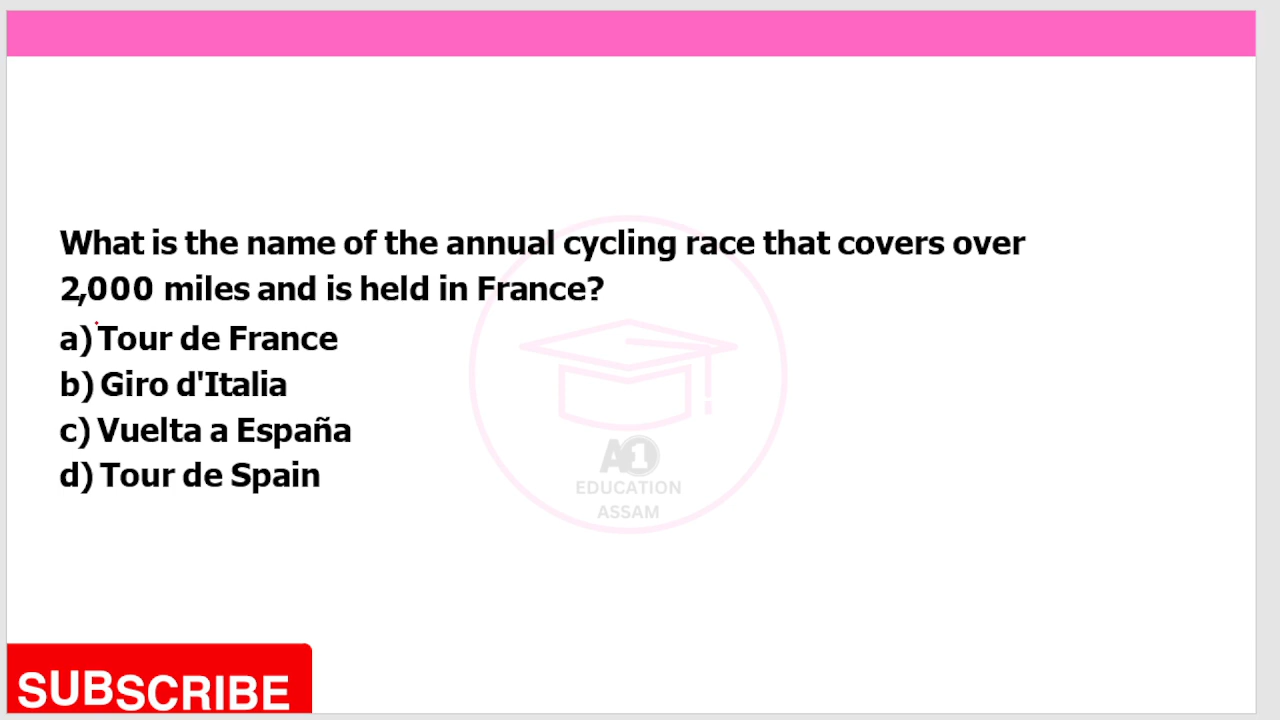 What is the name of the annual cycling race that covers over
2,000 miles and is held in France?
a) Tour de France
b) Giro d'Italia
c) Vuelta a España
d) Tour de Spain
A1
EDUCATION
ASSAM
SUBSCRIBE